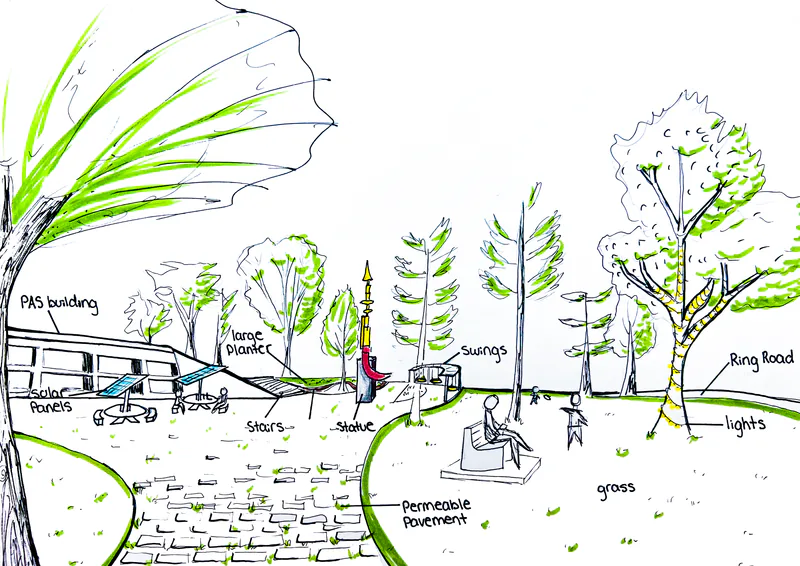 PAS building
large
planter
swings
Ring Road
solar
Panels
Stairs
statue
lights
grass
Permeable
Pavement